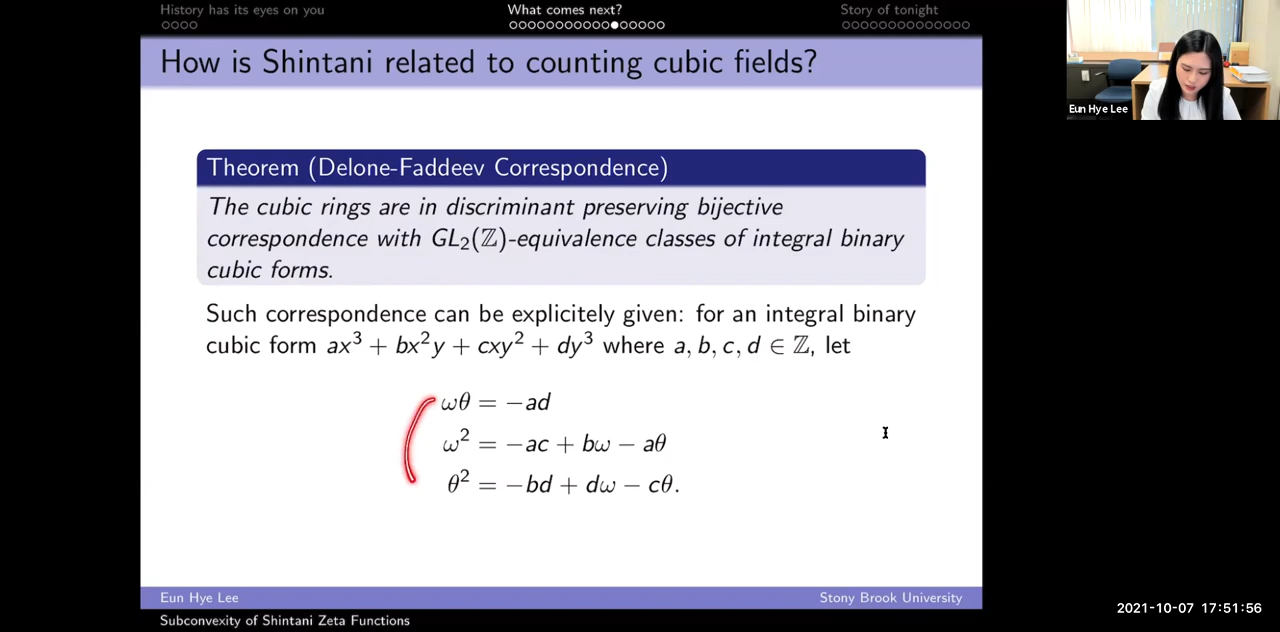 History has its eyes on you
What comes next?
Story of tonight
How is Shintani related to counting cubic fields?
Eun Hye Lee
Theorem (Delone-Faddeev Correspondence)
The cubic rings are in discriminant preserving bijective
correspondence with GL₂(ℤ)-equivalence classes of integral binary
cubic forms.
Such correspondence can be explicitely given: for an integral binary
cubic form ax³ + bx²y + cxy² + dy³ where a, b, c, d ∈ ℤ, let
ωθ = −ad
ω² = −ac + bω − aθ
θ² = −bd + dω − cθ.
Eun Hye Lee
Stony Brook University
Subconvexity of Shintani Zeta Functions
2021-10-07 17:51:56